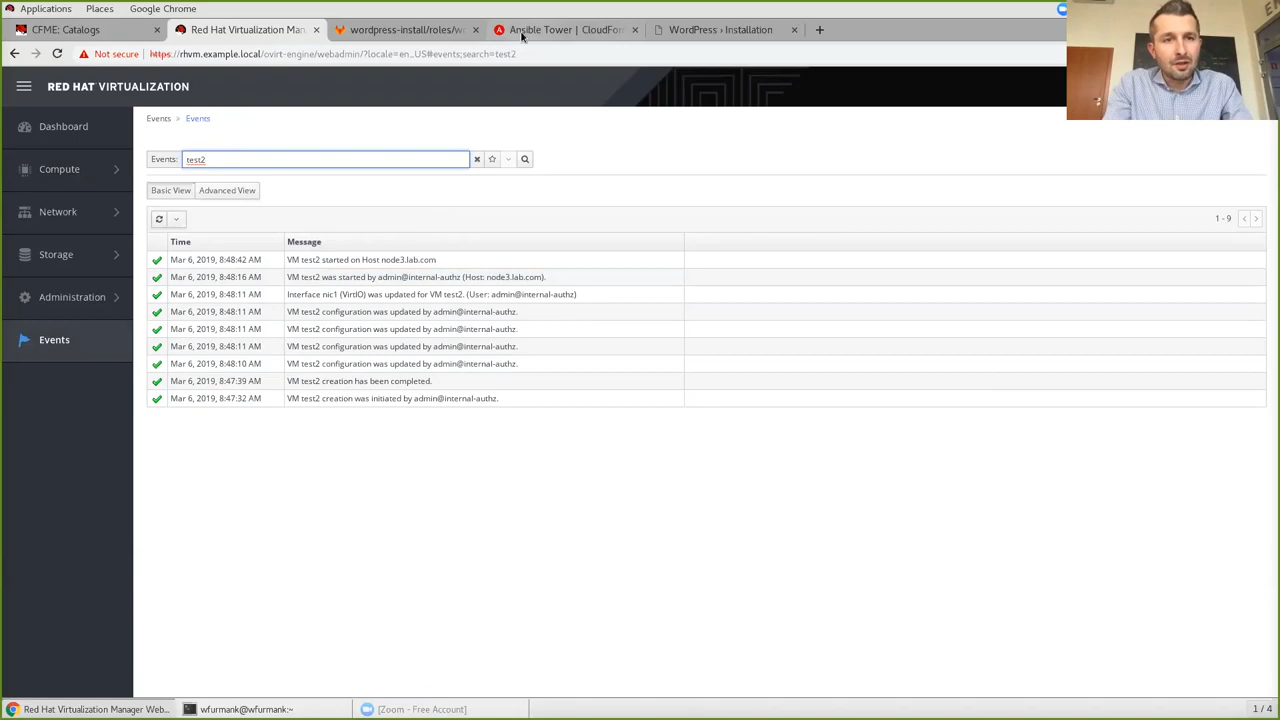 Applications Places Google Chrome
CFME: Catalogs Red Hat Virtualization Man wordpress-install/roles/wo Ansible Tower | CloudForm WordPress › Installation
Not secure https://rhvm.example.local/ovirt-engine/webadmin/?locale=en_US#events;search=test2
RED HAT VIRTUALIZATION
Dashboard
Compute
Network
Storage
Administration
Events
Events > Events
Events: test2
Basic View Advanced View
1 - 9
Time Message
Mar 6, 2019, 8:48:42 AM VM test2 started on Host node3.lab.com
Mar 6, 2019, 8:48:16 AM VM test2 was started by admin@internal-authz (Host: node3.lab.com).
Mar 6, 2019, 8:48:11 AM Interface nic1 (VirtIO) was updated for VM test2. (User: admin@internal-authz)
Mar 6, 2019, 8:48:11 AM VM test2 configuration was updated by admin@internal-authz.
Mar 6, 2019, 8:48:11 AM VM test2 configuration was updated by admin@internal-authz.
Mar 6, 2019, 8:48:11 AM VM test2 configuration was updated by admin@internal-authz.
Mar 6, 2019, 8:48:10 AM VM test2 configuration was updated by admin@internal-authz.
Mar 6, 2019, 8:47:39 AM VM test2 creation has been completed.
Mar 6, 2019, 8:47:32 AM VM test2 creation was initiated by admin@internal-authz.
Red Hat Virtualization Manager Web... wfurmank@wfurmank:~ [Zoom - Free Account] 1 / 4